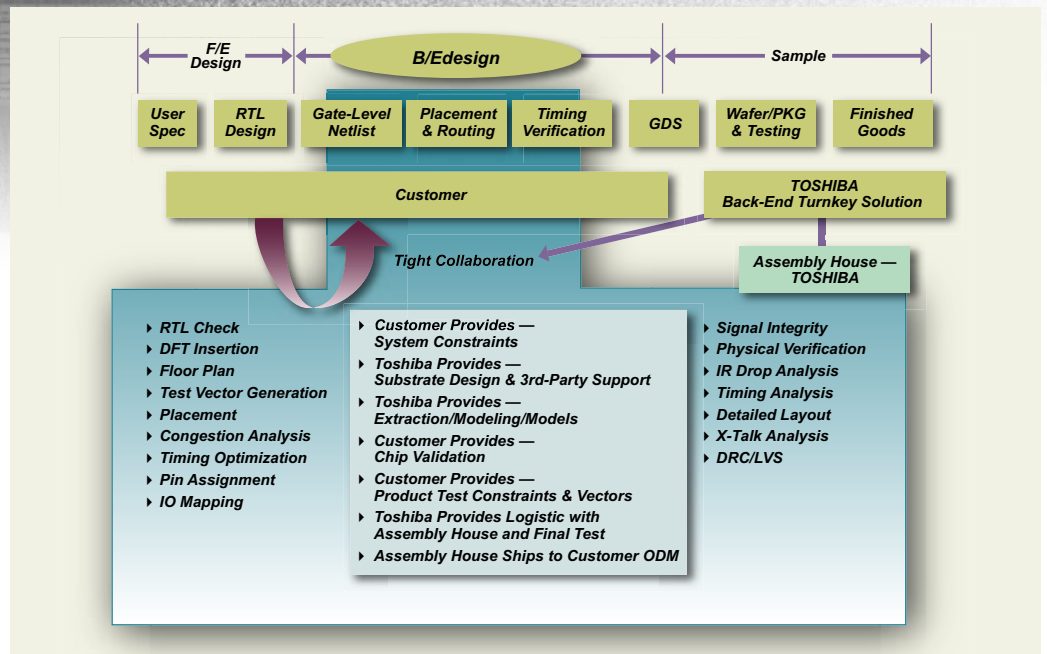 F/E
Design
B/Edesign
Sample
User
Spec
RTL
Design
Gate-Level
Netlist
Placement
& Routing
Timing
Verification
GDS
Wafer/PKG
& Testing
Finished
Goods
Customer
TOSHIBA
Back-End Turnkey Solution
Tight Collaboration
Assembly House —
TOSHIBA
RTL Check
DFT Insertion
Floor Plan
Test Vector Generation
Placement
Congestion Analysis
Timing Optimization
Pin Assignment
IO Mapping
Customer Provides —
System Constraints
Toshiba Provides —
Substrate Design & 3rd-Party Support
Toshiba Provides —
Extraction/Modeling/Models
Customer Provides —
Chip Validation
Customer Provides —
Product Test Constraints & Vectors
Toshiba Provides Logistic with
Assembly House and Final Test
Assembly House Ships to Customer ODM
Signal Integrity
Physical Verification
IR Drop Analysis
Timing Analysis
Detailed Layout
X-Talk Analysis
DRC/LVS